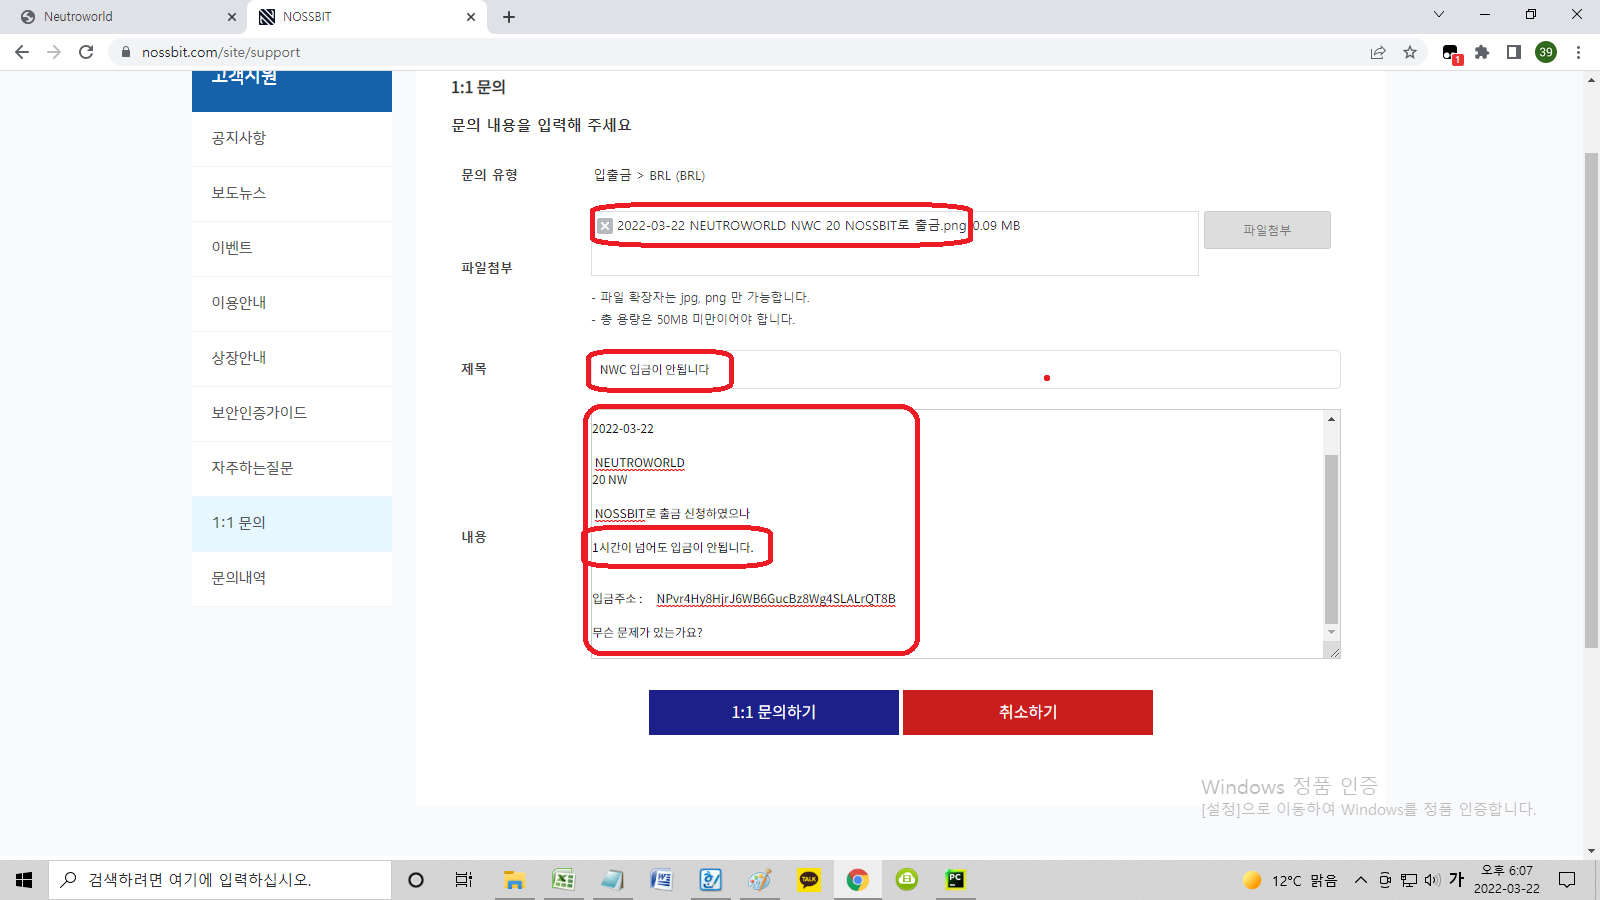 Neutroworld
NOSSBIT
nossbit.com/site/support
1
39
고객지원
공지사항
보도뉴스
이벤트
이용안내
상장안내
보안인증가이드
자주하는질문
1:1 문의
문의내역
1:1 문의
문의 내용을 입력해 주세요
문의 유형
입출금 > BRL (BRL)
파일첨부
2022-03-22 NEUTROWORLD NWC 20 NOSSBIT로 출금.png 0.09 MB
파일첨부
- 파일 확장자는 jpg, png 만 가능합니다.
- 총 용량은 50MB 미만이어야 합니다.
제목
NWC 입금이 안됩니다
내용
2022-03-22
NEUTROWORLD
20 NW
NOSSBIT로 출금 신청하였으나
1시간이 넘어도 입금이 안됩니다.
입금주소 : NPvr4Hy8HjrJ6WB6GucBz8Wg4SLALrQT8B
무슨 문제가 있는가요?
1:1 문의하기
취소하기
Windows 정품 인증
[설정]으로 이동하여 Windows를 정품 인증합니다.
검색하려면 여기에 입력하십시오.
TALK
PC
12°C 맑음
가
오후 6:07
2022-03-22